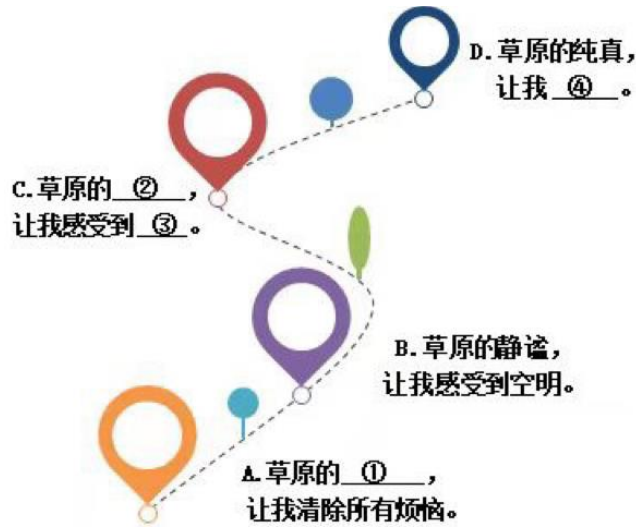 D.草原的纯真，
让我 ④ 。
C.草原的 ② ，
让我感受到 ③ 。
B.草原的静谧，
让我感受到空明。
A.草原的 ① ，
让我清除所有烦恼。